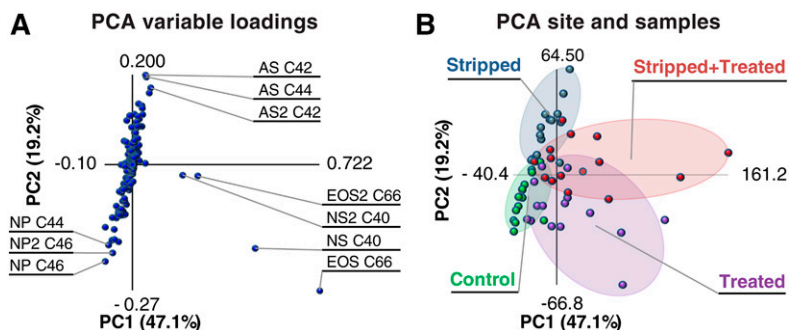 A
PCA variable loadings
0.200
AS C42
AS C44
AS2 C42
PC2 (19.2%)
-0.10
0.722
EOS2 C66
NS2 C40
NS C40
EOS C66
NP C44
NP2 C46
NP C46
- 0.27
PC1 (47.1%)
B
PCA site and samples
64.50
Stripped
Stripped+Treated
PC2 (19.2%)
- 40.4
161.2
Control
Treated
-66.8
PC1 (47.1%)